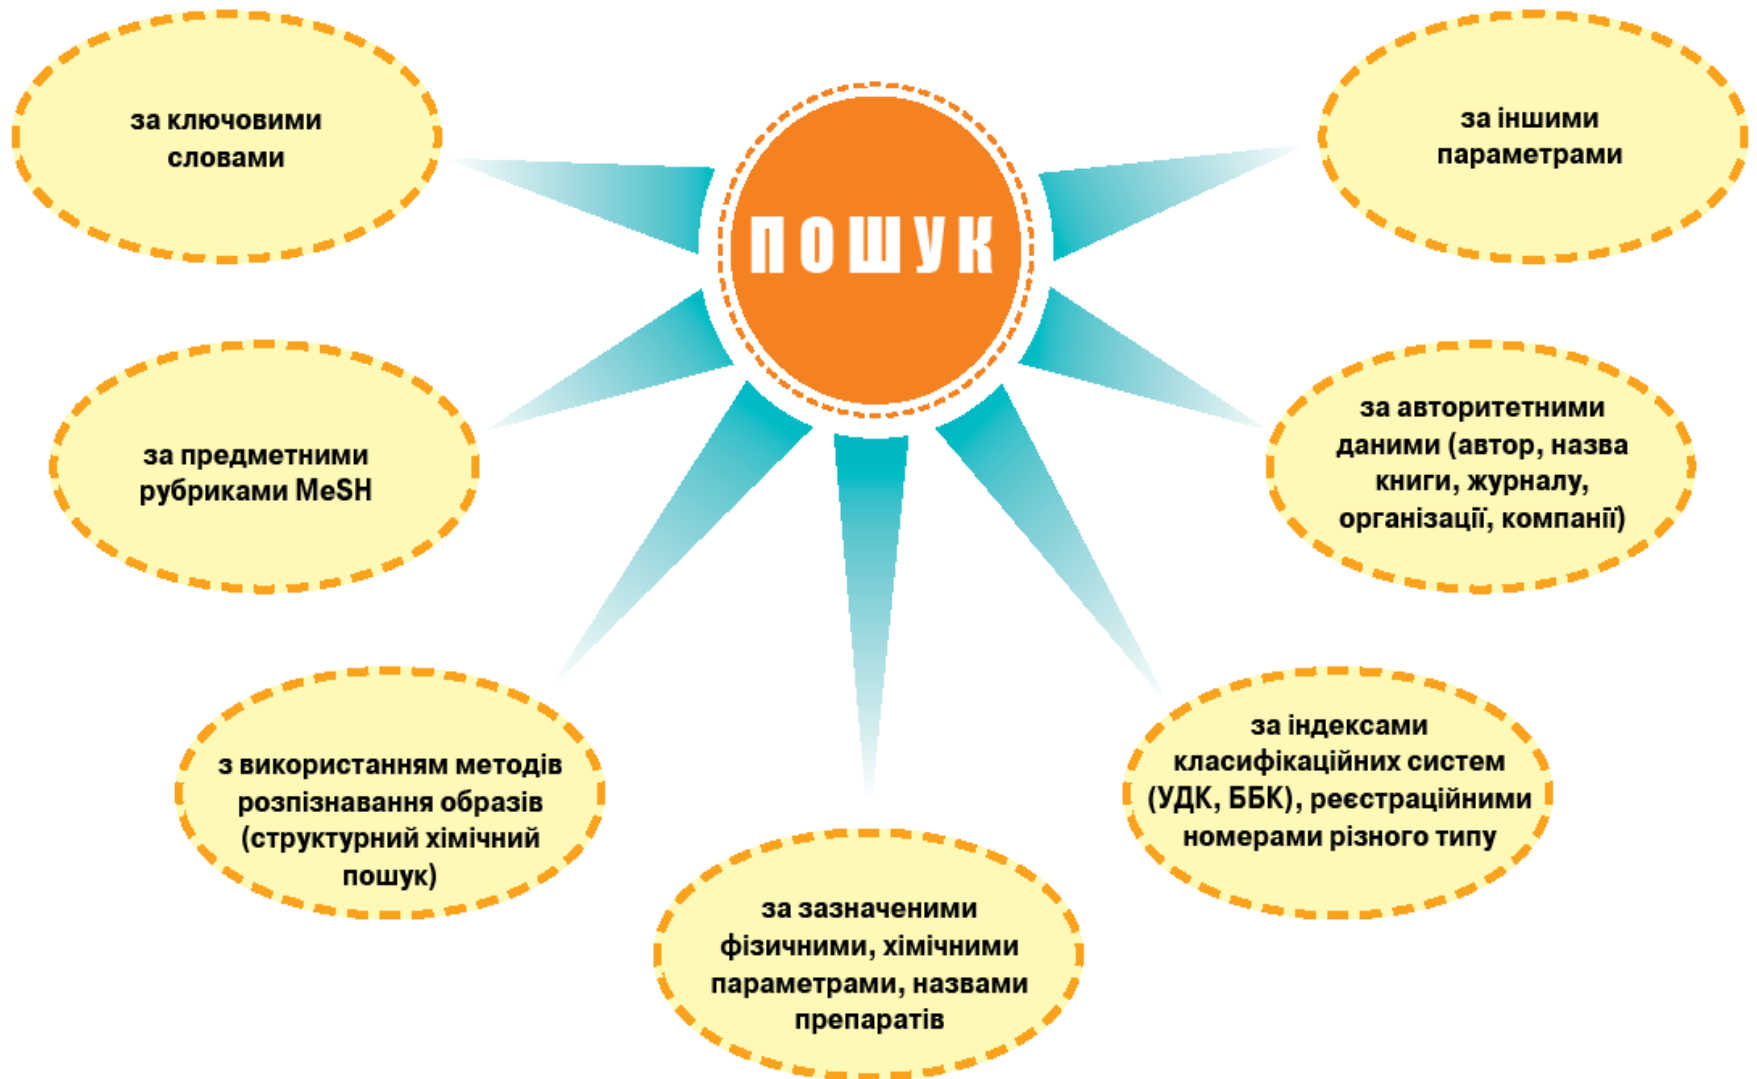 ПОШУК
за ключовими
словами
за предметними
рубриками MeSH
з використанням методів
розпізнавання образів
(структурний хімічний
пошук)
за зазначеними
фізичними, хімічними
параметрами, назвами
препаратів
за індексами
класифікаційних систем
(УДК, ББК), реєстраційними
номерами різного типу
за авторитетними
даними (автор, назва
книги, журналу,
організації, компанії)
за іншими
параметрами